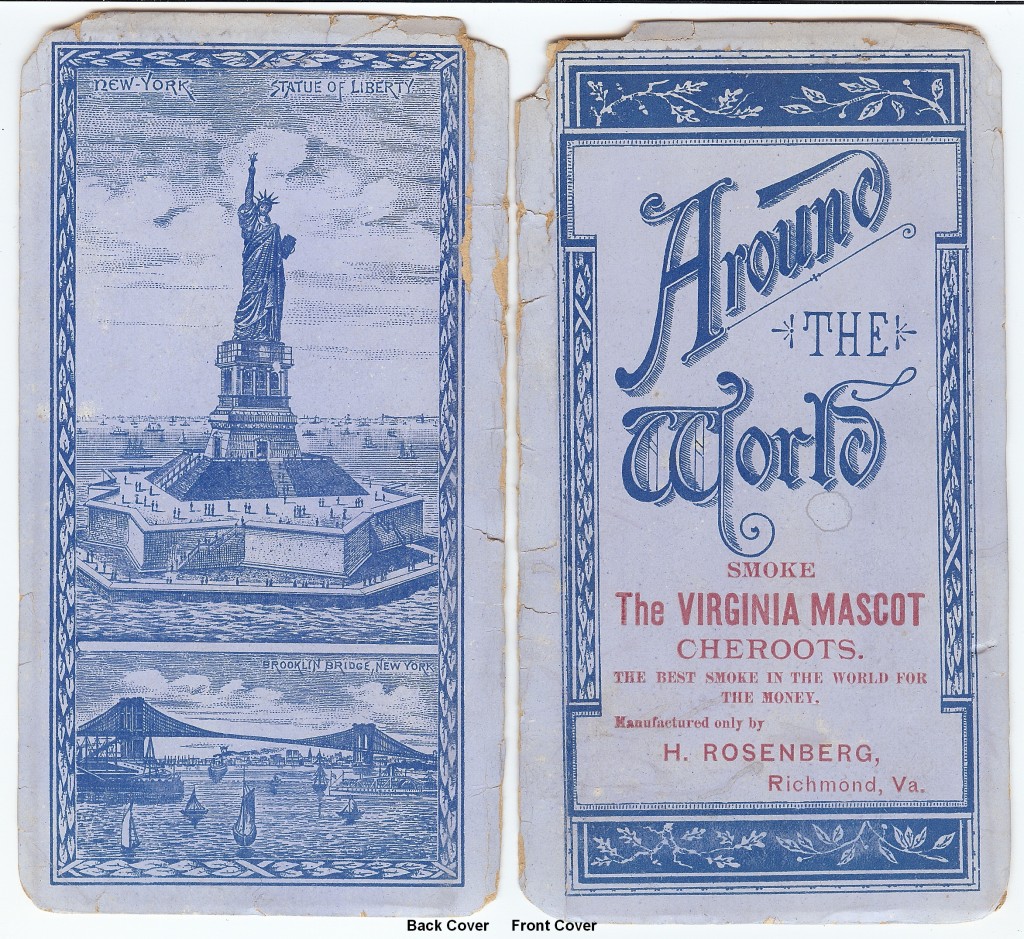 NEW-YORK STATUE OF LIBERTY
BROOKLIN BRIDGE, NEW YORK
Around
THE
World
SMOKE
The VIRGINIA MASCOT
CHEROOTS.
THE BEST SMOKE IN THE WORLD FOR
THE MONEY.
Manufactured only by
H. ROSENBERG,
Richmond, Va.
Back Cover Front Cover